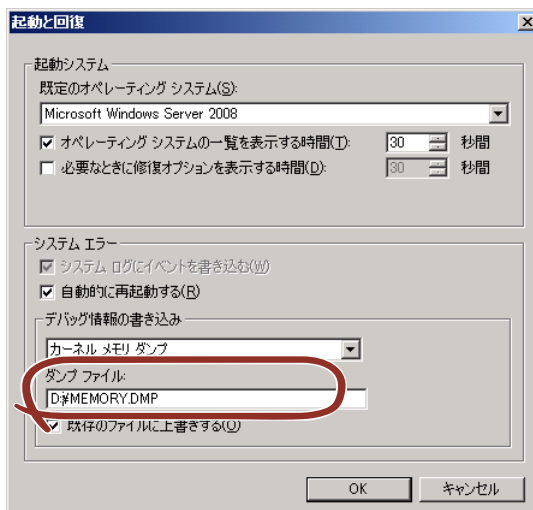 起動と回復
起動システム
既定のオペレーティング システム(S):
Microsoft Windows Server 2008
オペレーティング システムの一覧を表示する時間(T): 30 秒間
必要なときに修復オプションを表示する時間(D): 30 秒間
システム エラー
システム ログにイベントを書き込む(W)
自動的に再起動する(R)
デバッグ情報の書き込み
カーネル メモリ ダンプ
ダンプ ファイル:
D:¥MEMORY.DMP
既存のファイルに上書きする(O)
OK キャンセル